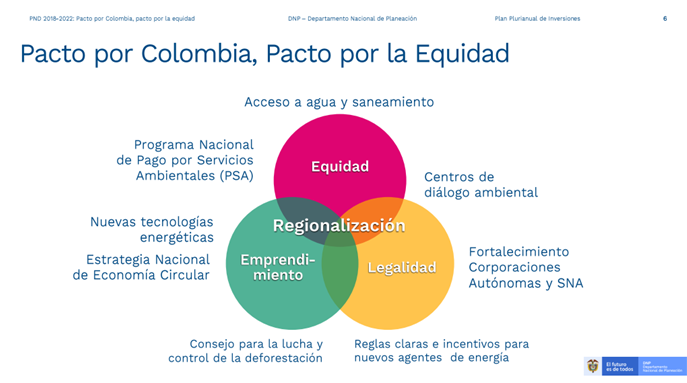 PND 2018-2022: Pacto por Colombia, pacto por la equidad
DNP – Departamento Nacional de Planeación
Plan Plurianual de Inversiones
6
Pacto por Colombia, Pacto por la Equidad
Acceso a agua y saneamiento
Programa Nacional
de Pago por Servicios
Ambientales (PSA)
Equidad
Centros de
diálogo ambiental
Nuevas tecnologías
energéticas
Regionalización
Estrategia Nacional
de Economía Circular
Emprendi-
miento
Legalidad
Fortalecimiento
Corporaciones
Autónomas y SNA
Consejo para la lucha y
control de la deforestación
Reglas claras e incentivos para
nuevos agentes de energía
El futuro
es de todos
DNP
Departamento
Nacional de Planeación